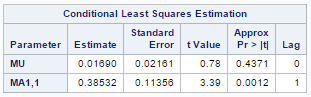 Conditional Least Squares Estimation
Parameter Estimate Standard Error t Value Approx Pr > |t| Lag
MU 0.01690 0.02161 0.78 0.4371 0
MA1,1 0.38532 0.11356 3.39 0.0012 1